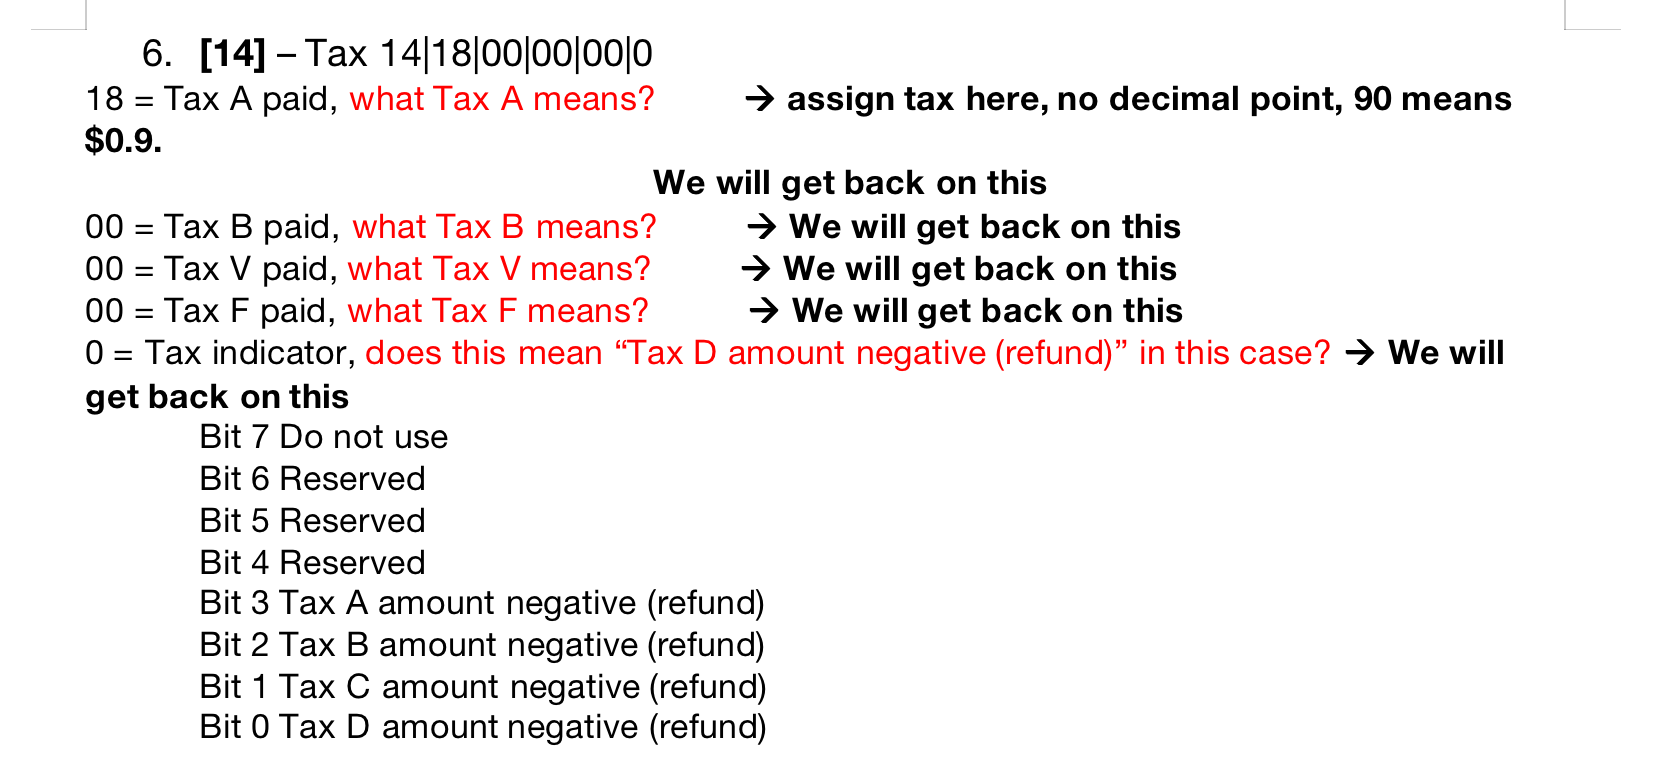 6. [14] – Tax 14|18|00|00|00|0
18 = Tax A paid, what Tax A means? → assign tax here, no decimal point, 90 means
$0.9.
We will get back on this
00 = Tax B paid, what Tax B means? → We will get back on this
00 = Tax V paid, what Tax V means? → We will get back on this
00 = Tax F paid, what Tax F means? → We will get back on this
0 = Tax indicator, does this mean “Tax D amount negative (refund)” in this case? → We will
get back on this
Bit 7 Do not use
Bit 6 Reserved
Bit 5 Reserved
Bit 4 Reserved
Bit 3 Tax A amount negative (refund)
Bit 2 Tax B amount negative (refund)
Bit 1 Tax C amount negative (refund)
Bit 0 Tax D amount negative (refund)